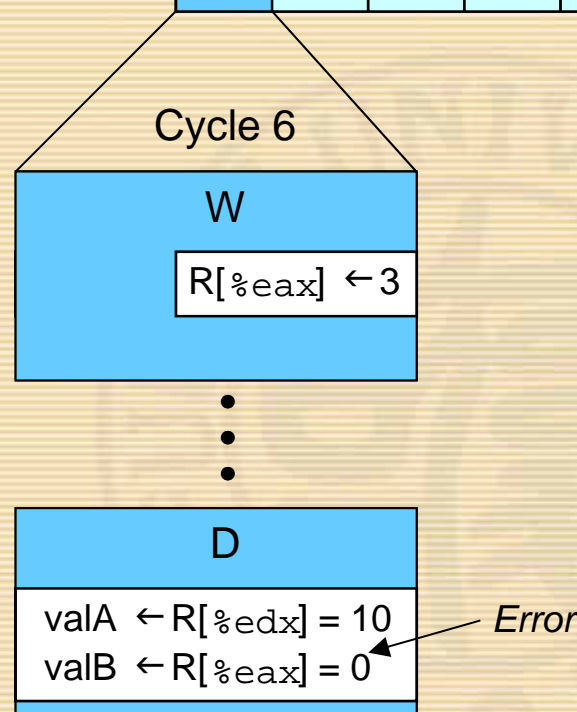 Cycle 6
W
R[%eax] ←3
D
valA ←R[%edx] = 10
valB ←R[%eax] = 0
Error